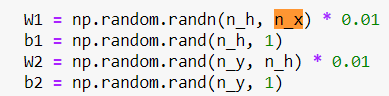 W1 = np.random.randn(n_h, n_x) * 0.01
b1 = np.random.rand(n_h, 1)
W2 = np.random.rand(n_y, n_h) * 0.01
b2 = np.random.rand(n_y, 1)